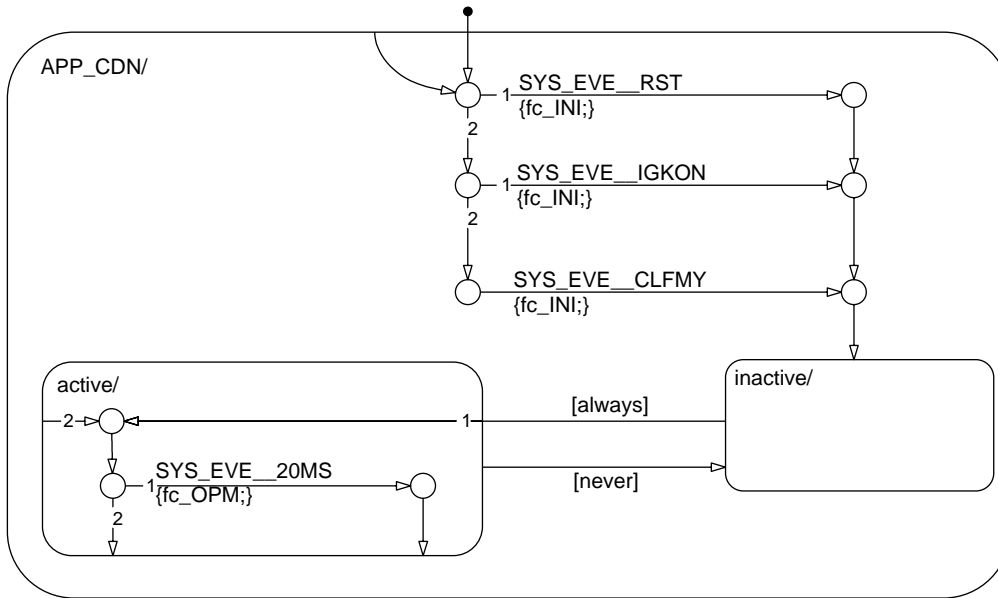 APP_CDN/
1 SYS_EVE__RST
{fc_INI;}
2
1 SYS_EVE__IGKON
{fc_INI;}
2
SYS_EVE__CLFMY
{fc_INI;}
active/
inactive/
[always]
2
1
[never]
1 SYS_EVE__20MS
{fc_OPM;}
2